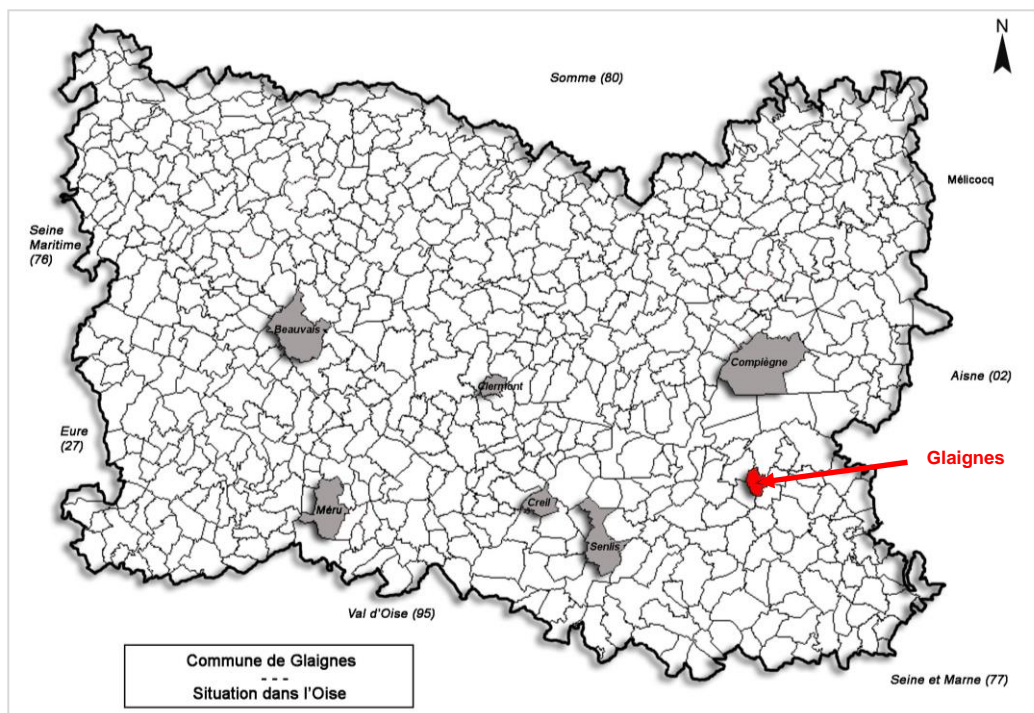 N
Somme (80)
Mélicocq
Seine
Maritime
(76)
Beauvais
Compiègne
Clermont
Aisne (02)
Eure
(27)
Glaignes
Creil
Méru
Senlis
Val d'Oise (95)
Commune de Glaignes
- - -
Situation dans l'Oise
Seine et Marne (77)